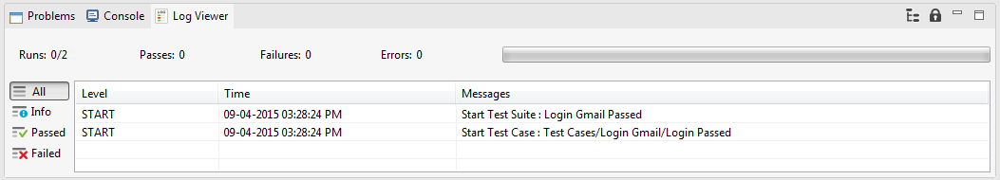 Problems Console Log Viewer
Runs: 0/2 Passes: 0 Failures: 0 Errors: 0
All
Info
Passed
Failed
Level Time Messages
START 09-04-2015 03:28:24 PM Start Test Suite : Login Gmail Passed
START 09-04-2015 03:28:24 PM Start Test Case : Test Cases/Login Gmail/Login Passed